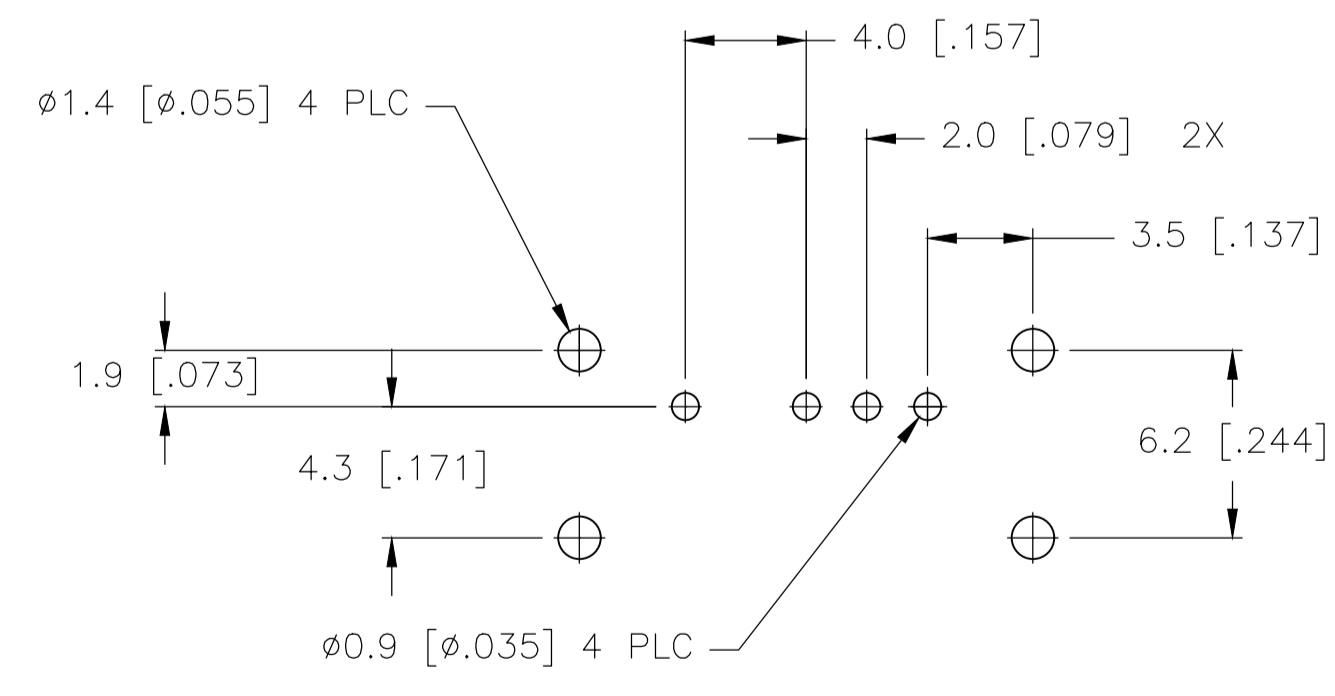 4.0 [.157]
ø1.4 [ø.055] 4 PLC
2.0 [.079] 2X
3.5 [.137]
1.9 [.073]
6.2 [.244]
4.3 [.171]
ø0.9 [ø.035] 4 PLC